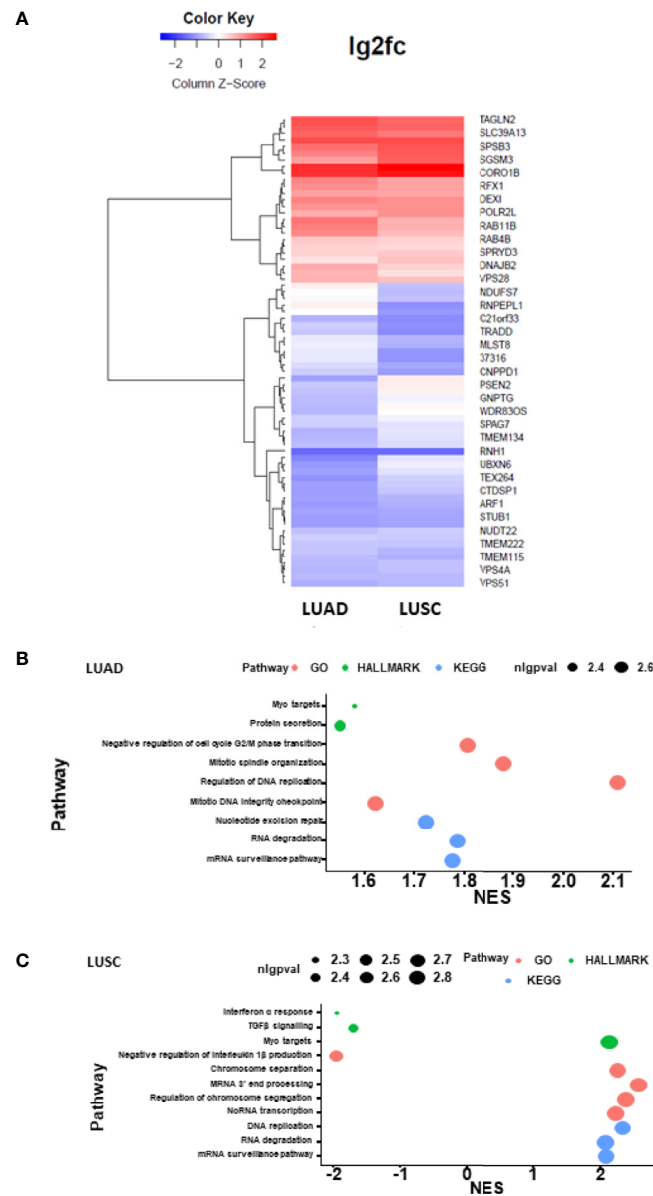 A
Color Key
-2 0 1 2
Column Z-Score
lg2fc
TAGLN2
SLC39A13
SPSB3
SGSM3
CORO1B
RFX1
DEXI
POLR2L
RAB11B
RAB4B
SPRYD3
DNAJB2
VPS28
NDUFS7
RNPEPL1
C21orf33
TRADD
MLST8
37316
CNPPD1
PSEN2
GNPTG
WDR83OS
SPAG7
TMEM134
RNH1
UBXN6
TEX264
CTDSP1
ARF1
STUB1
NUDT22
TMEM222
TMEM115
VPS4A
VPS51
LUAD LUSC
B
LUAD
Pathway GO HALLMARK KEGG nlgpval 2.4 2.6
Pathway
Myo targets
Protein secretion
Negative regulation of cell cycle G2/M phase transition
Mitotic spindle organization
Regulation of DNA replication
Mitotic DNA integrity oheokpoint
Nuoleotide exoision repair
RNA degradation
mRNA surveillance pathway
1.6 1.7 1.8 1.9 2.0 2.1
NES
C
LUSC
nlgpval 2.3 2.5 2.7
2.4 2.6 2.8
Pathway GO HALLMARK
KEGG
Pathway
Interferon α response
TGFβ signalling
Myo targets
Negative regulation of interleukin 1β production
Chromosome separation
MRNA 3' end processing
Regulation of chromosome segregation
NoRNA transoription
DNA replication
RNA degradation
mRNA surveillance pathway
-2 -1 0 1 2
NES